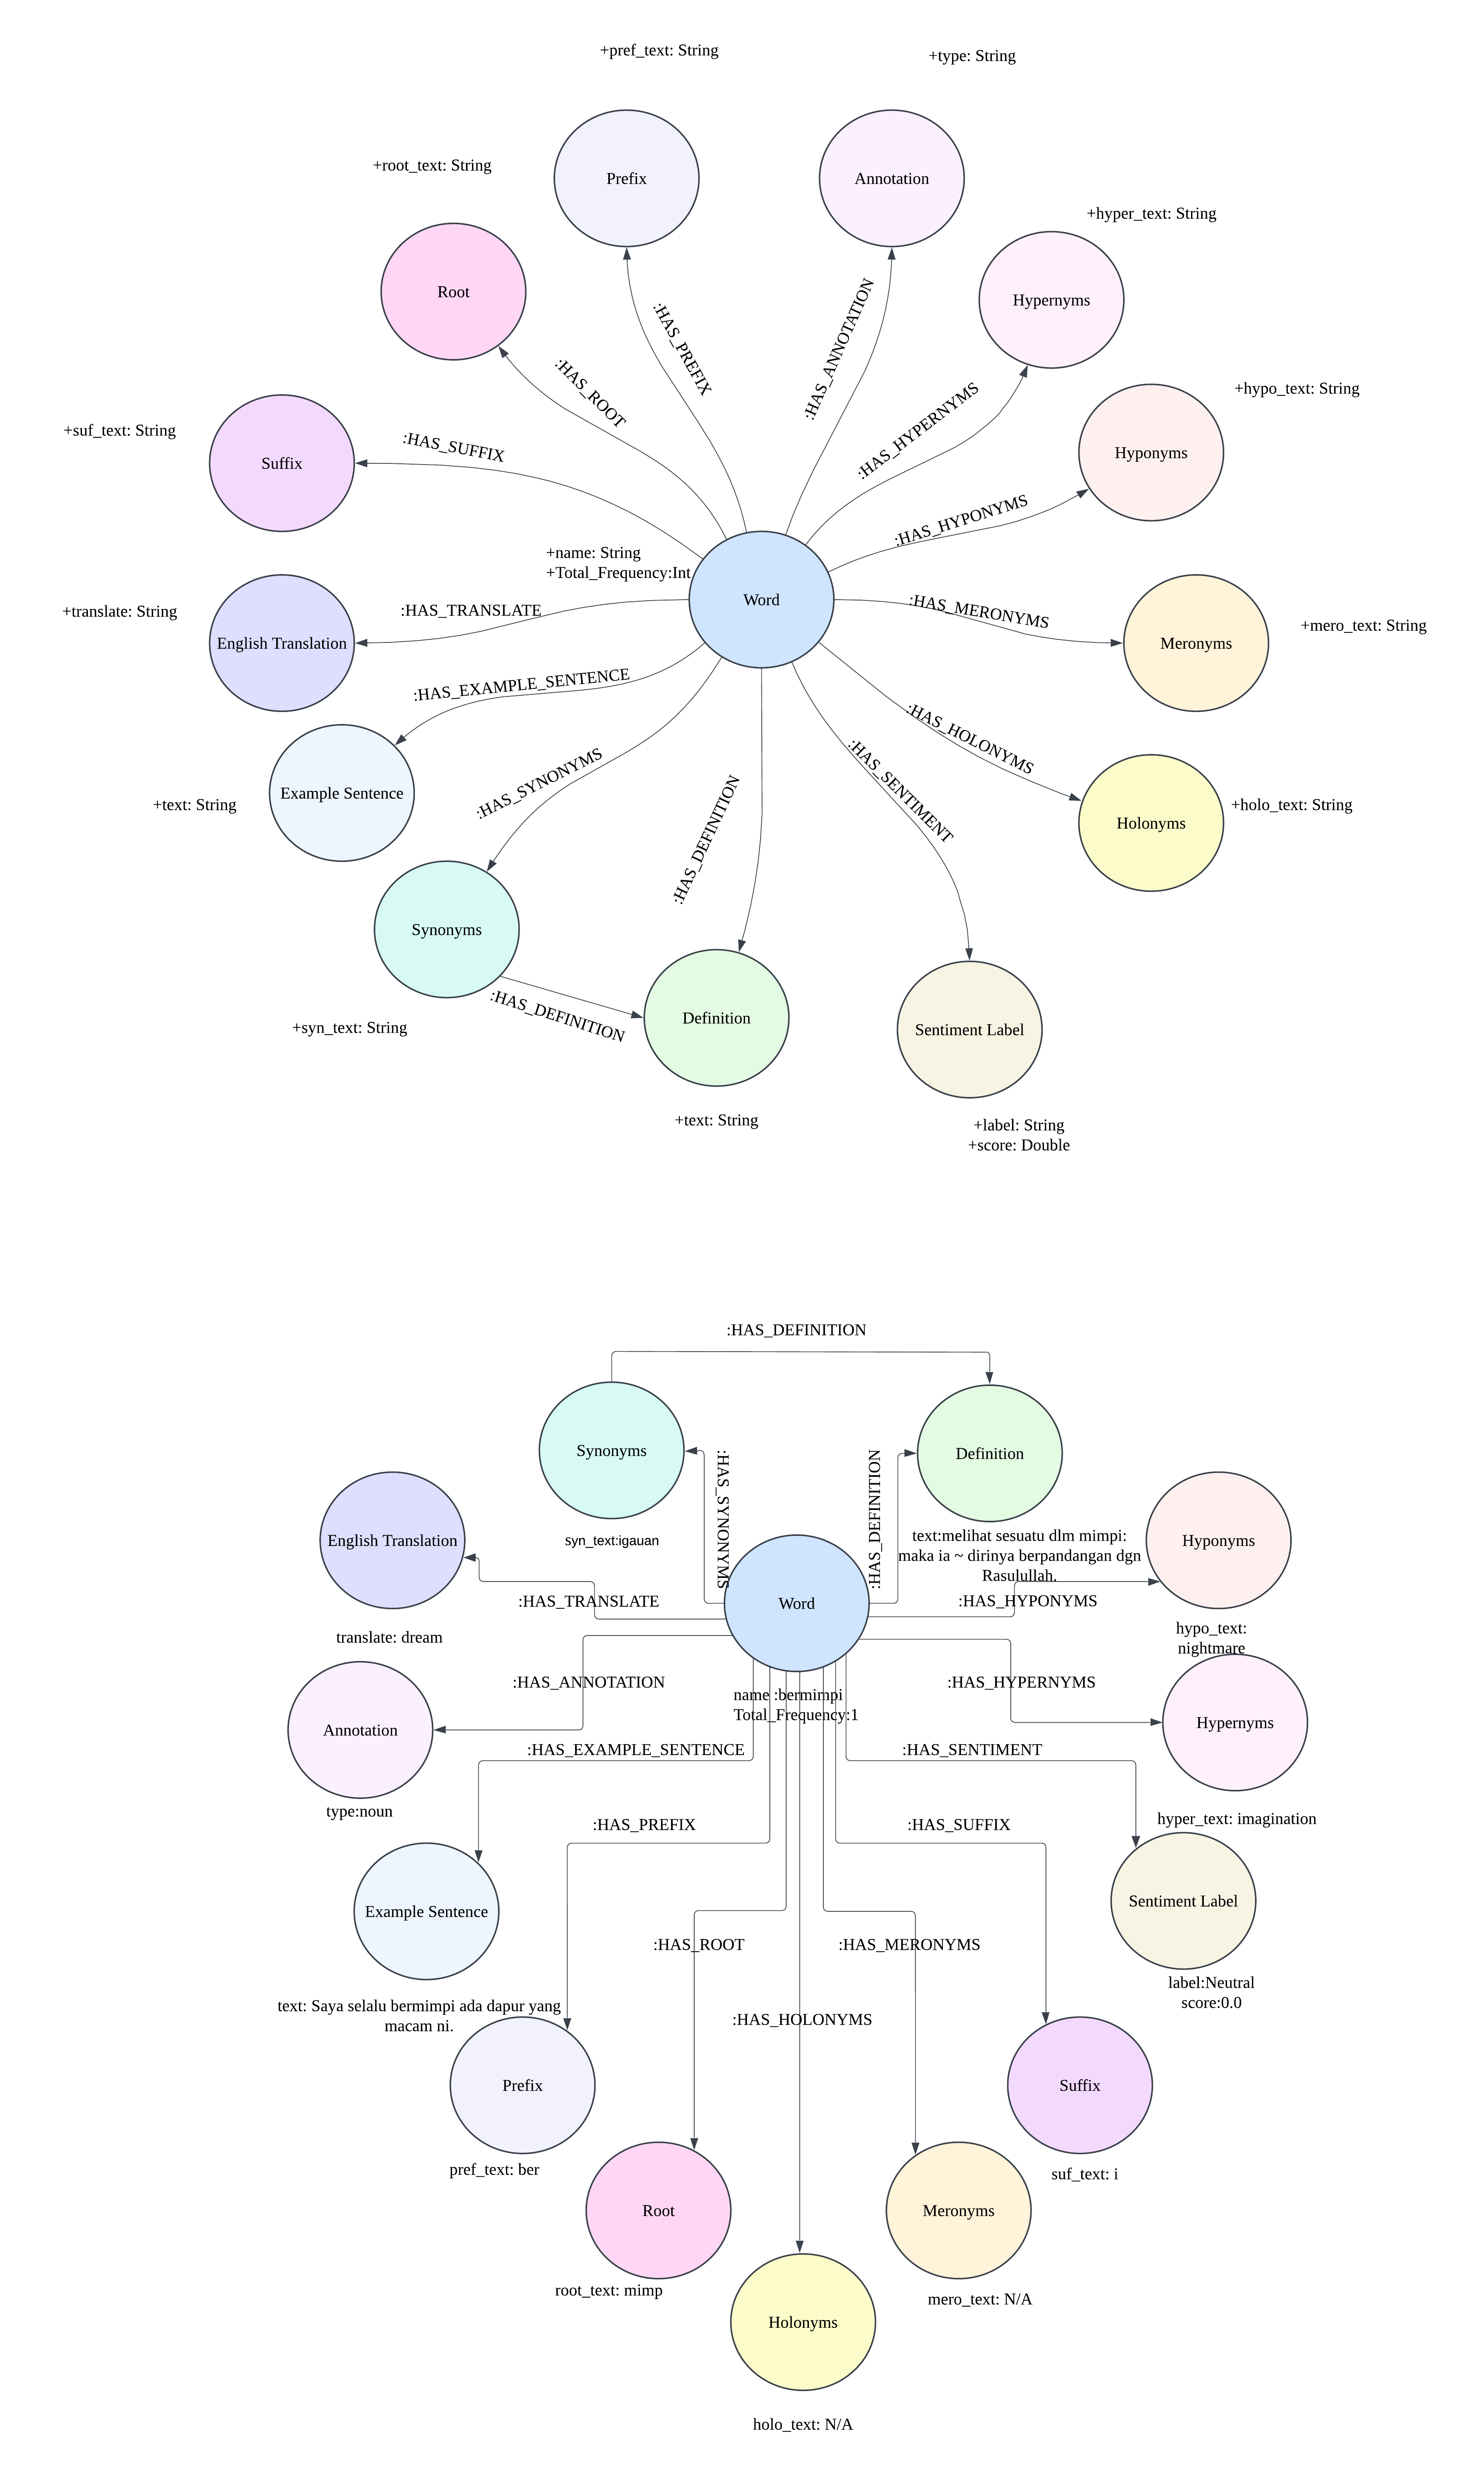 +pref_text: String
+type: String
+root_text: String
Prefix
Annotation
+hyper_text: String
Root
Hypernyms
:HAS_PREFIX
:HAS_ANNOTATION
:HAS_ROOT
:HAS_HYPERNYMS
+hypo_text: String
+suf_text: String
:HAS_SUFFIX
Suffix
Hyponyms
:HAS_HYPONYMS
+name: String
+Total_Frequency:Int
Word
+translate: String
:HAS_TRANSLATE
:HAS_MERONYMS
+mero_text: String
English Translation
Meronyms
:HAS_EXAMPLE_SENTENCE
:HAS_HOLONYMS
:HAS_SYNONYMS
:HAS_SENTIMENT
Example Sentence
+text: String
+holo_text: String
Holonyms
:HAS_DEFINITION
Synonyms
:HAS_DEFINITION
Definition
Sentiment Label
+syn_text: String
+text: String
+label: String
+score: Double
:HAS_DEFINITION
Synonyms
Definition
:HAS_SYNONYMS
:HAS_DEFINITION
English Translation
syn_text:igauan
text:melihat sesuatu dlm mimpi:
maka ia ~ dirinya berpandangan dgn
Rasulullah.
Hyponyms
:HAS_TRANSLATE
Word
:HAS_HYPONYMS
translate: dream
hypo_text:
nightmare
:HAS_ANNOTATION
:HAS_HYPERNYMS
name :bermimpi
Total_Frequency:1
Annotation
Hypernyms
:HAS_EXAMPLE_SENTENCE
:HAS_SENTIMENT
type:noun
:HAS_PREFIX
:HAS_SUFFIX
hyper_text: imagination
Example Sentence
Sentiment Label
:HAS_ROOT
:HAS_MERONYMS
label:Neutral
score:0.0
text: Saya selalu bermimpi ada dapur yang
macam ni.
:HAS_HOLONYMS
Prefix
Suffix
pref_text: ber
suf_text: i
Root
Meronyms
root_text: mimp
mero_text: N/A
Holonyms
holo_text: N/A